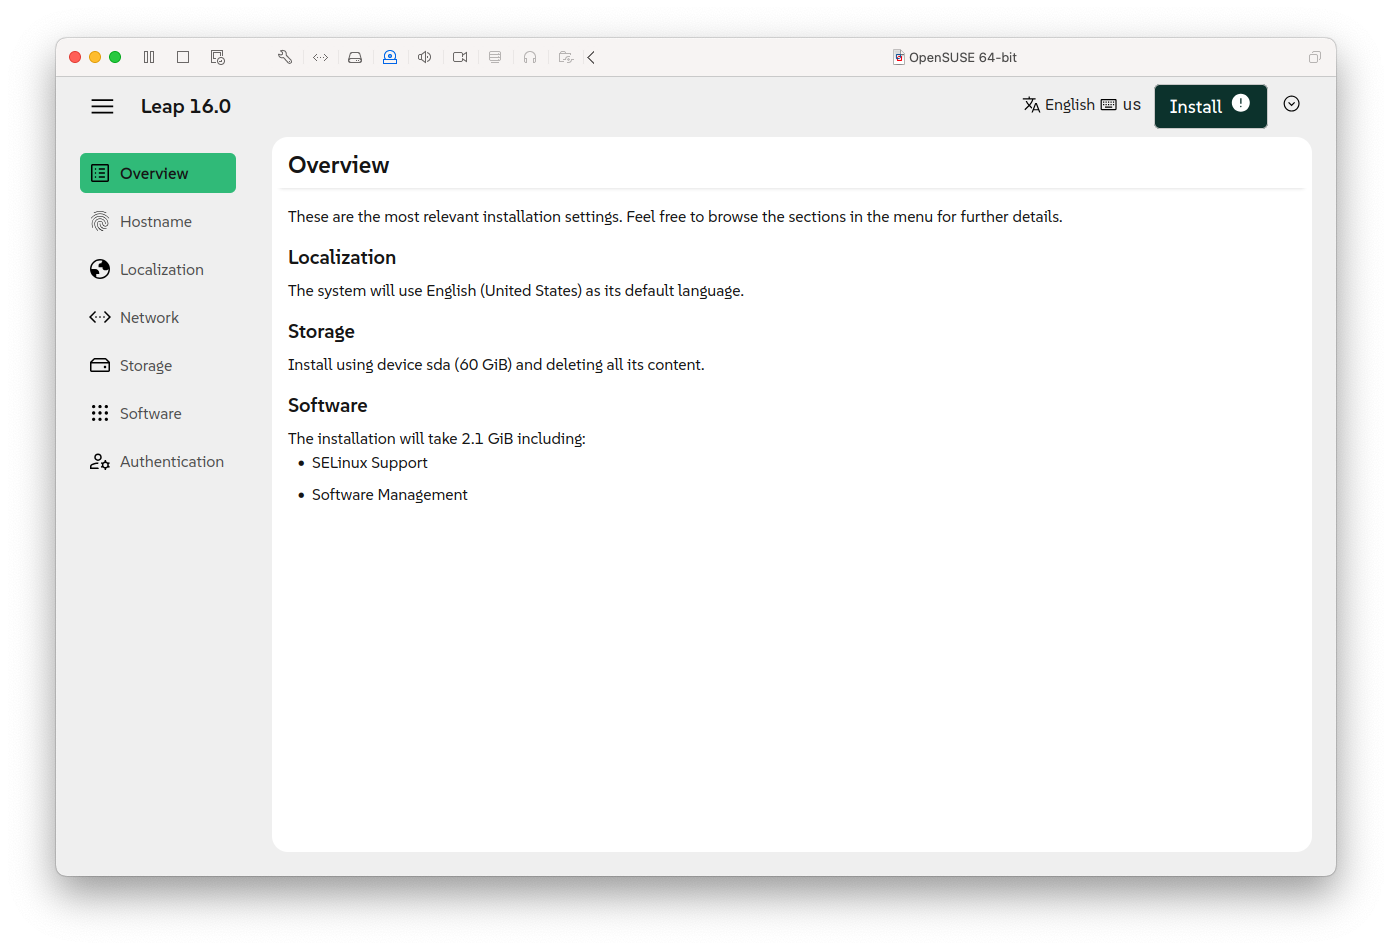 OpenSUSE 64-bit
Leap 16.0
English us
Install
Overview
Hostname
Localization
Network
Storage
Software
Authentication
Overview
These are the most relevant installation settings. Feel free to browse the sections in the menu for further details.
Localization
The system will use English (United States) as its default language.
Storage
Install using device sda (60 GiB) and deleting all its content.
Software
The installation will take 2.1 GiB including:
• SELinux Support
• Software Management